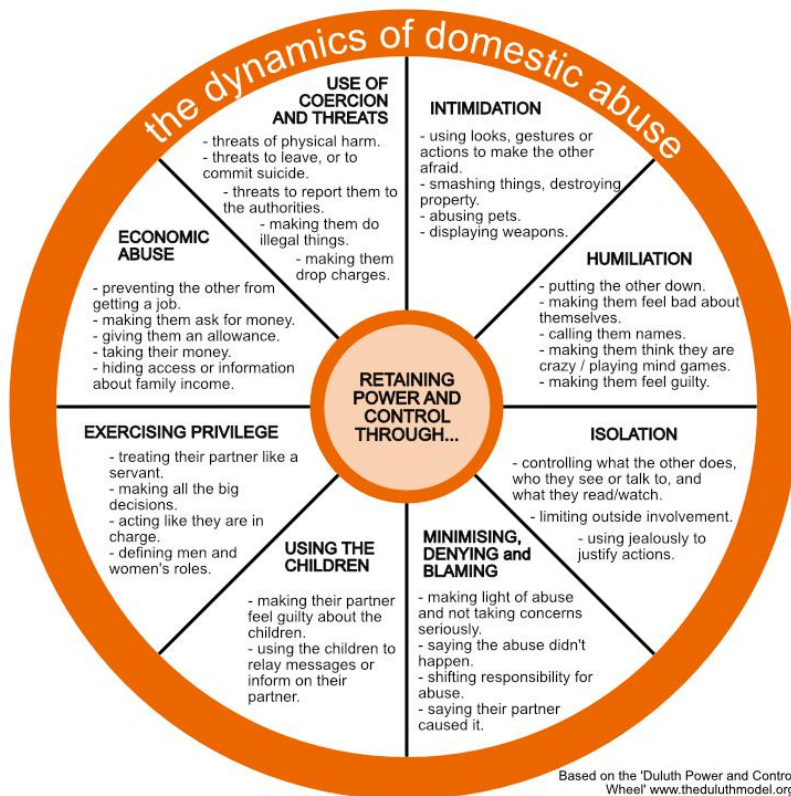 the dynamics of domestic abuse
USE OF
COERCION
AND THREATS
- threats of physical harm.
- threats to leave, or to
commit suicide.
- threats to report them to
the authorities.
- making them do
illegal things.
- making them
drop charges.
INTIMIDATION
- using looks, gestures or
actions to make the other
afraid.
- smashing things, destroying
property.
- abusing pets.
- displaying weapons.
HUMILIATION
- putting the other down.
- making them feel bad about
themselves.
- calling them names.
- making them think they are
crazy / playing mind games.
- making them feel guilty.
ISOLATION
- controlling what the other does,
who they see or talk to, and
what they read/watch.
- limiting outside involvement.
- using jealously to
justify actions.
MINIMISING,
DENYING and
BLAMING
- making light of abuse
and not taking concerns
seriously.
- saying the abuse didn't
happen.
- shifting responsibility for
abuse.
- saying their partner
caused it.
USING THE
CHILDREN
- making their partner
feel guilty about the
children.
- using the children to
relay messages or
inform on their
partner.
EXERCISING PRIVILEGE
- treating their partner like a
servant.
- making all the big
decisions.
- acting like they are in
charge.
- defining men and
women's roles.
ECONOMIC
ABUSE
- preventing the other from
getting a job.
- making them ask for money.
- giving them an allowance.
- taking their money.
- hiding access or information
about family income.
RETAINING
POWER AND
CONTROL
THROUGH...
Based on the 'Duluth Power and Contro
Wheel' www.theduluthmodel.org